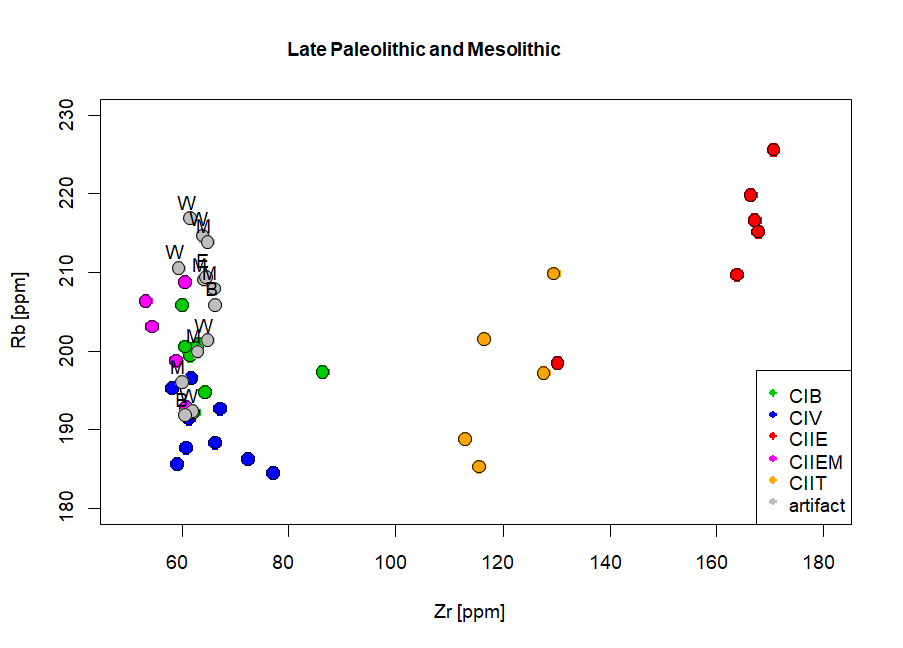 Late Paleolithic and Mesolithic
230
220
210
200
190
180
Rb [ppm]
W
W
M
W
E
M
M
B
W
M
M
W
B
CIB
CIV
CIIE
CIIEM
CIIT
artifact
60
80
100
120
140
160
180
Zr [ppm]